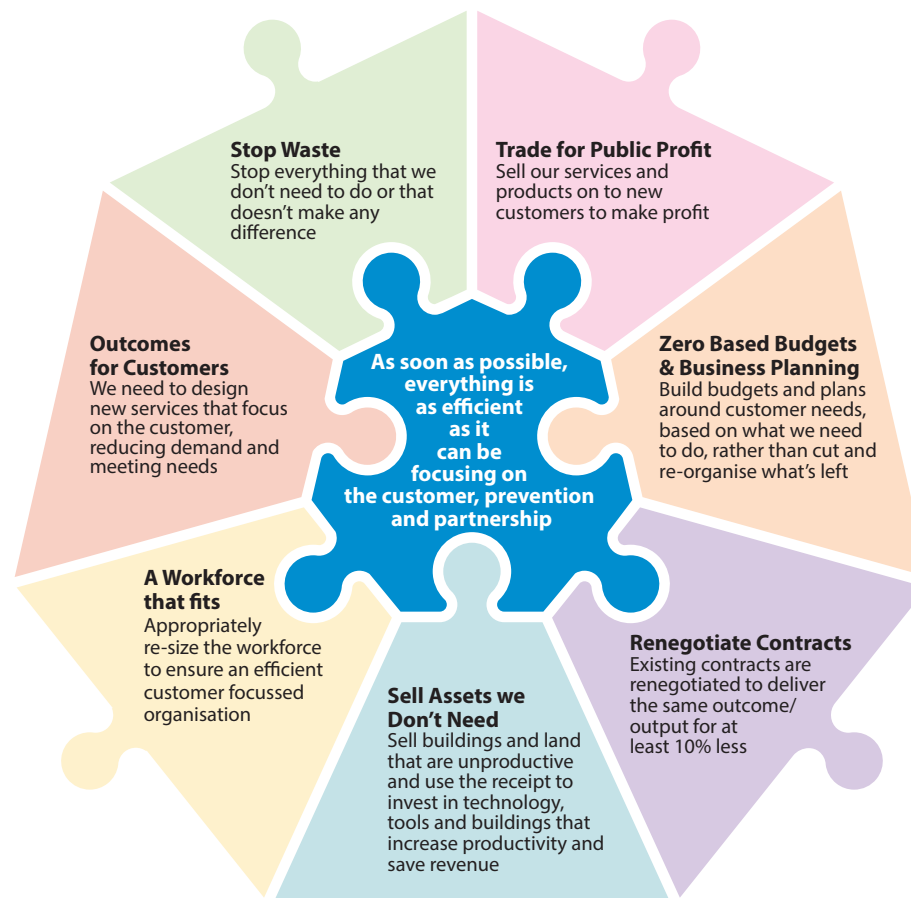 Stop Waste
Stop everything that we
don't need to do or that
doesn't make any
difference
Trade for Public Profit
Sell our services and
products on to new
customers to make profit
Outcomes
for Customers
We need to design
new services that focus
on the customer,
reducing demand and
meeting needs
As soon as possible,
everything is
as efficient
as it
can be
focusing on
the customer, prevention
and partnership
Zero Based Budgets
& Business Planning
Build budgets and plans
around customer needs,
based on what we need
to do, rather than cut and
re-organise what's left
A Workforce
that fits
Appropriately
re-size the workforce
to ensure an efficient
customer focussed
organisation
Sell Assets we
Don't Need
Sell buildings and land
that are unproductive
and use the receipt to
invest in technology,
tools and buildings that
increase productivity and
save revenue
Renegotiate Contracts
Existing contracts are
renegotiated to deliver
the same outcome/
output for at
least 10% less